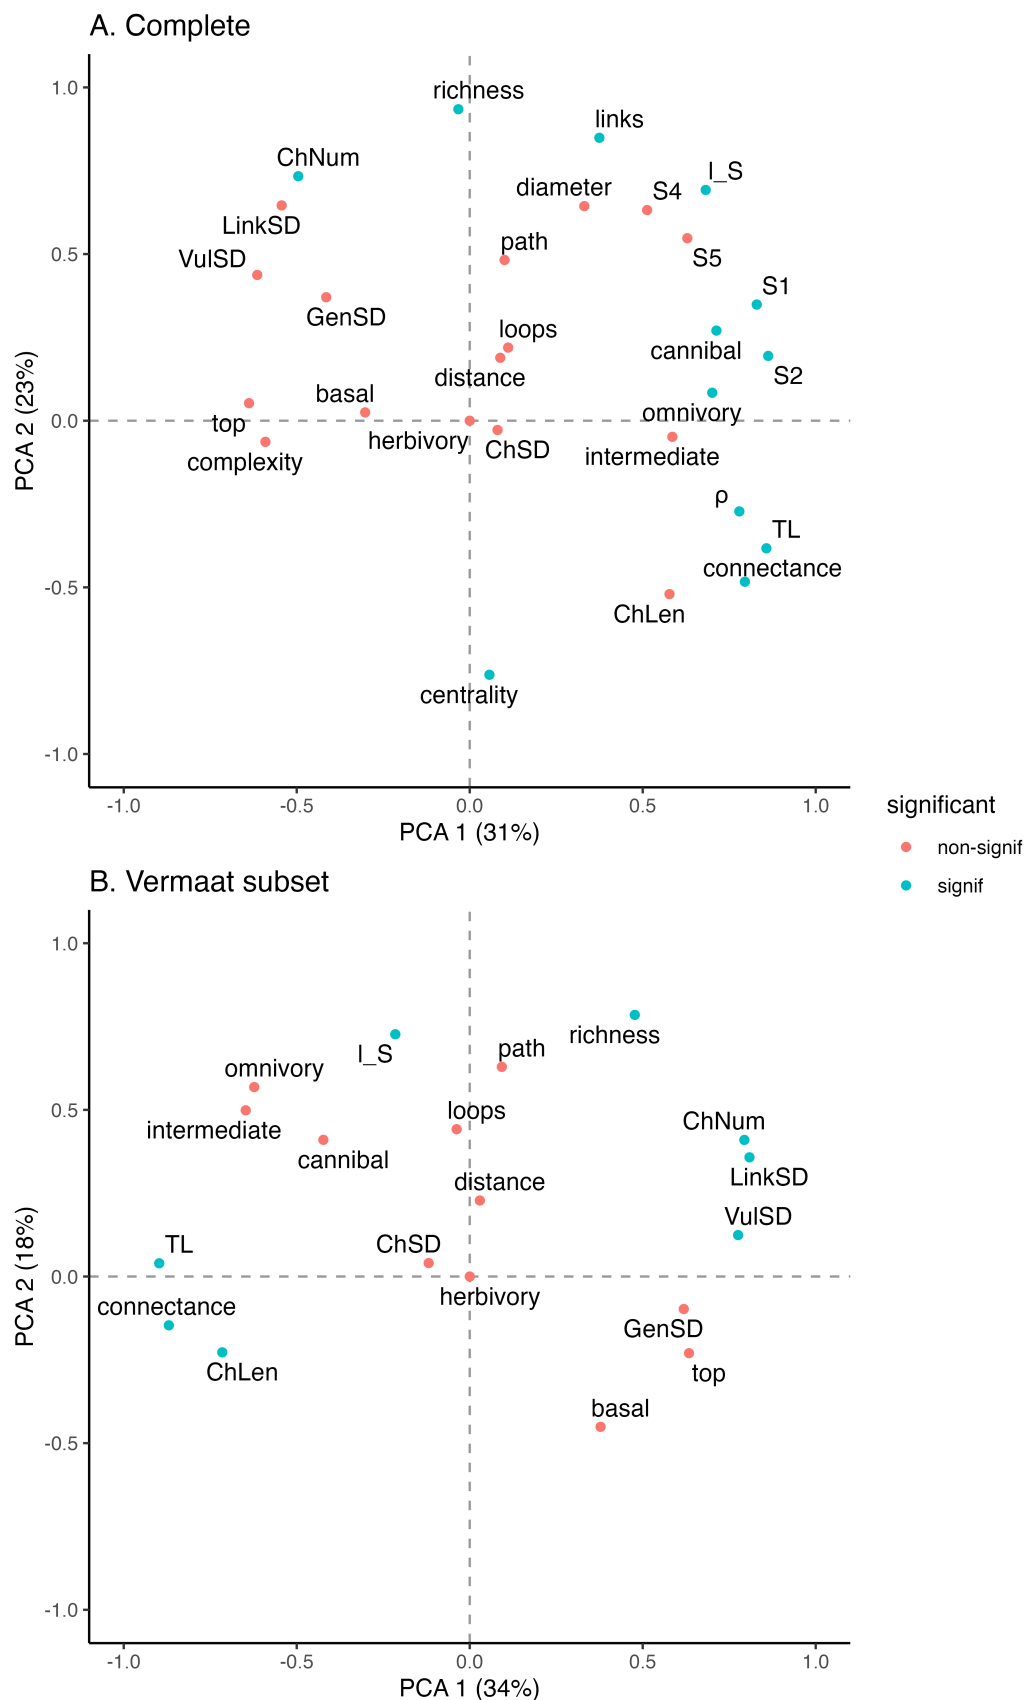 A. Complete
richness
links
ChNum
l_S
diameter
S4
LinkSD
path
VulSD
S5
S1
GenSD
loops
cannibal
distance
S2
basal
omnivory
top
herbivory
ChSD
complexity
intermediate
ρ
TL
connectance
ChLen
centrality
1.0
0.5
0.0
-0.5
-1.0
PCA 2 (23%)
-1.0
-0.5
0.0
0.5
1.0
PCA 1 (31%)
significant
non-signif
signif
B. Vermaat subset
richness
l_S
path
omnivory
loops
intermediate
ChNum
cannibal
LinkSD
distance
VulSD
TL
ChSD
herbivory
connectance
GenSD
ChLen
top
basal
1.0
0.5
0.0
-0.5
-1.0
PCA 2 (18%)
-1.0
-0.5
0.0
0.5
1.0
PCA 1 (34%)